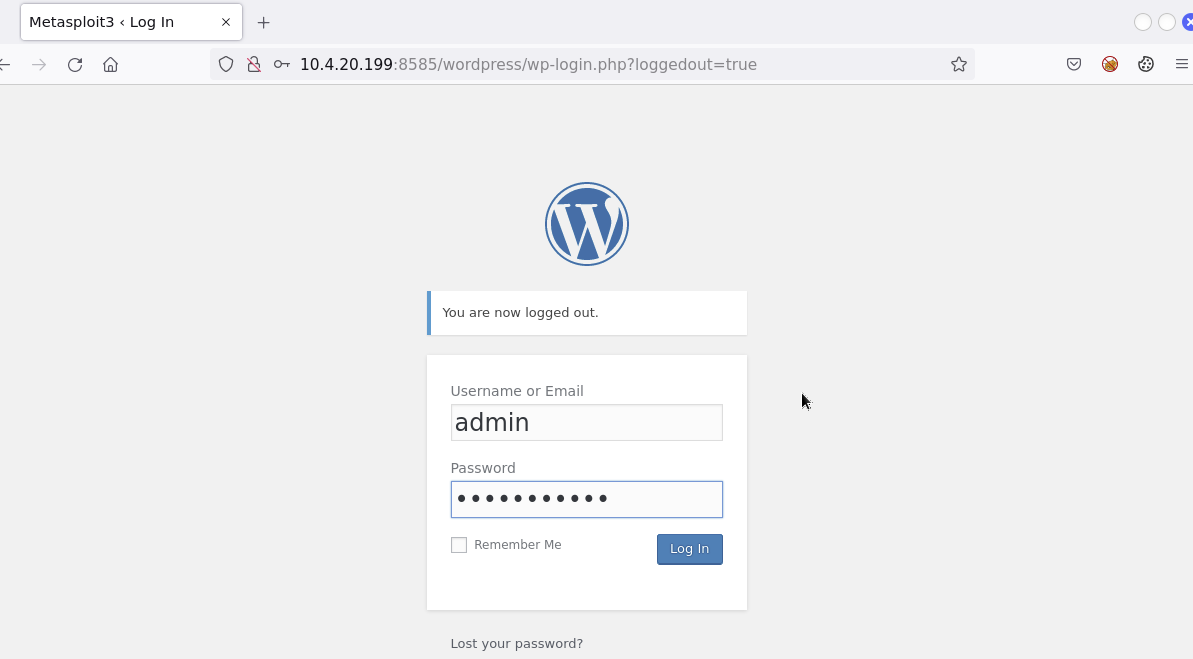 Metasploit3 ‹ Log In
10.4.20.199:8585/wordpress/wp-login.php?loggedout=true
You are now logged out.
Username or Email
admin
Password
•••••••••••
Remember Me
Log In
Lost your password?